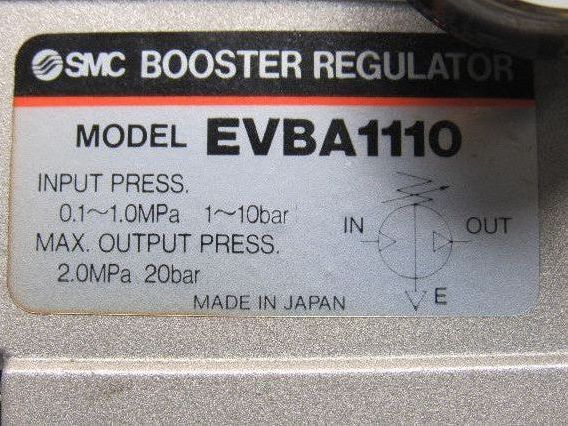 SMC BOOSTER REGULATOR
MODEL EVBA1110
INPUT PRESS.
0.1~1.0MPa 1~10bar
MAX. OUTPUT PRESS.
2.0MPa 20bar
IN
OUT
E
MADE IN JAPAN